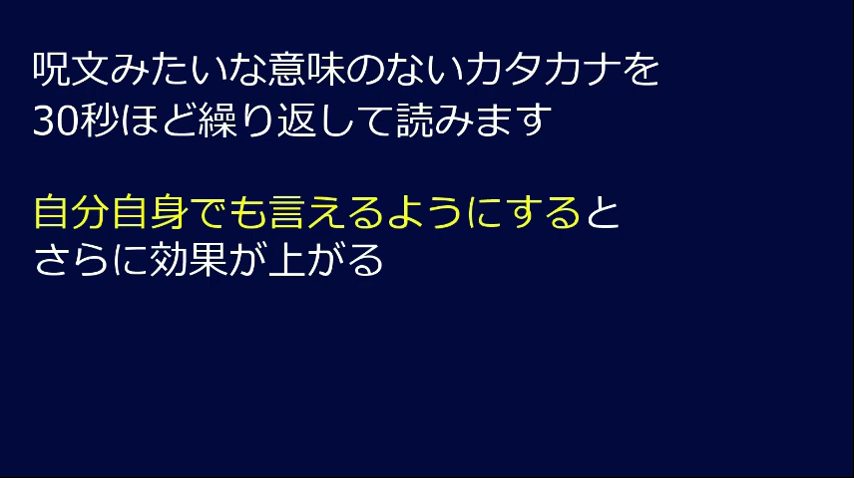 呪文みたいな意味のないカタカナを
30秒ほど繰り返して読みます
自分自身でも言えるようにすると
さらに効果が上がる